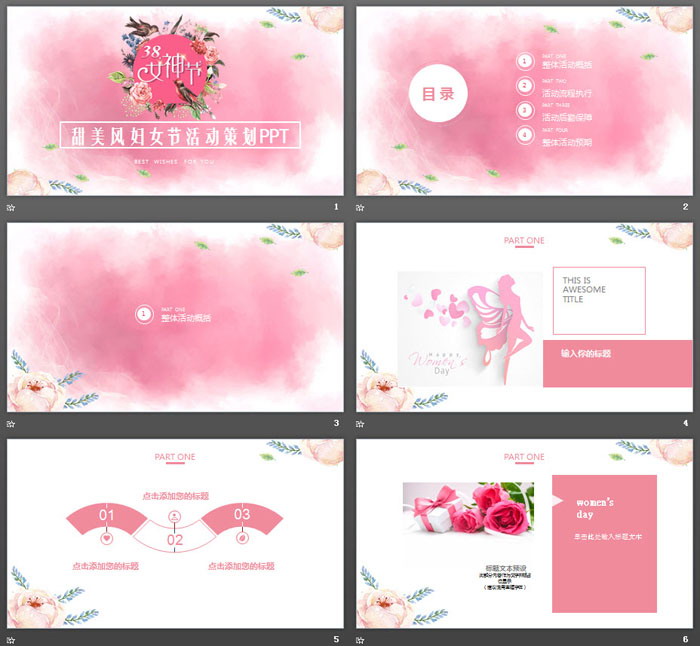 38
女神节
甜美风妇女节活动策划PPT
BEST WISHES FOR YOU
1
目录
1
PART ONE
整体活动概括
2
PART TWO
活动流程执行
3
PART THREE
活动后勤保障
4
PART FOUR
整体活动预期
2
1
PART ONE
整体活动概括
3
PART ONE
HAPPY
Women's
Day
THIS IS
AWESOME
TITLE
输入你的标题
4
PART ONE
点击添加您的标题
01
03
02
点击添加您的标题
点击添加您的标题
5
PART ONE
women's
day
单击此处输入标题文本
标题文本预设
6